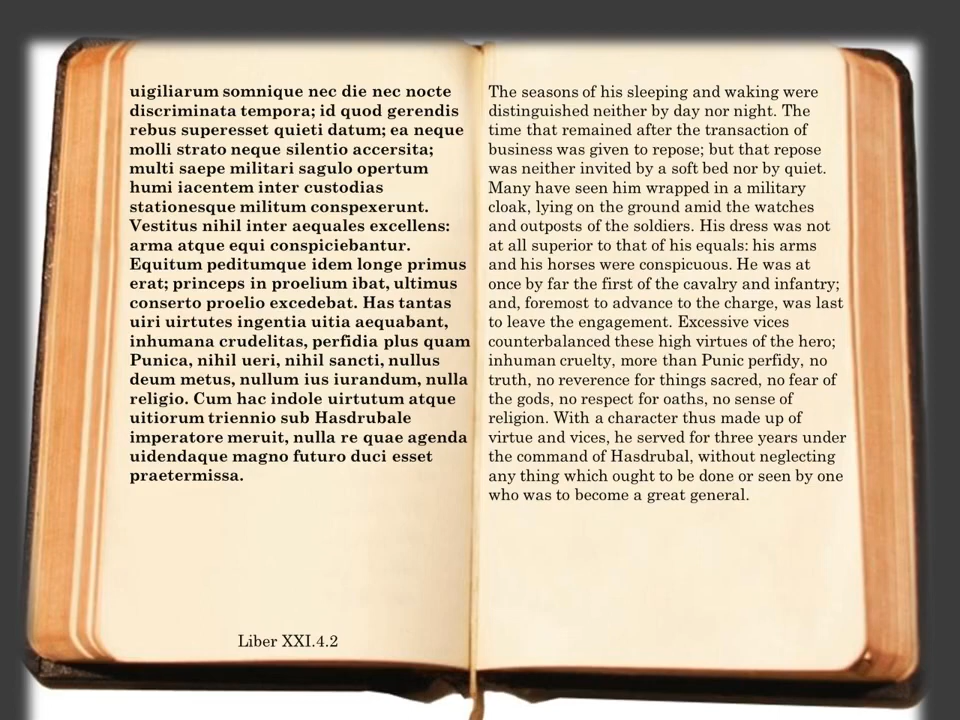 uigiliarum somnique nec die nec nocte
discriminata tempora; id quod gerendis
rebus superesset quieti datum; ea neque
molli strato neque silentio accersita;
multi saepe militari sagulo opertum
humi iacentem inter custodias
stationesque militum conspexerunt.
Vestitus nihil inter aequales excellens:
arma atque equi conspiciebantur.
Equitum peditumque idem longe primus
erat; princeps in proelium ibat, ultimus
conserto proelio excedebat. Has tantas
uiri uirtutes ingentia uitia aequabant,
inhumana crudelitas, perfidia plus quam
Punica, nihil ueri, nihil sancti, nullus
deum metus, nullum ius iurandum, nulla
religio. Cum hac indole uirtutum atque
uitiorum triennio sub Hasdrubale
imperatore meruit, nulla re quae agenda
uidendaque magno futuro duci esset
praetermissa.
Liber XXI.4.2
The seasons of his sleeping and waking were
distinguished neither by day nor night. The
time that remained after the transaction of
business was given to repose; but that repose
was neither invited by a soft bed nor by quiet.
Many have seen him wrapped in a military
cloak, lying on the ground amid the watches
and outposts of the soldiers. His dress was not
at all superior to that of his equals: his arms
and his horses were conspicuous. He was at
once by far the first of the cavalry and infantry;
and, foremost to advance to the charge, was last
to leave the engagement. Excessive vices
counterbalanced these high virtues of the hero;
inhuman cruelty, more than Punic perfidy, no
truth, no reverence for things sacred, no fear of
the gods, no respect for oaths, no sense of
religion. With a character thus made up of
virtue and vices, he served for three years under
the command of Hasdrubal, without neglecting
any thing which ought to be done or seen by one
who was to become a great general.